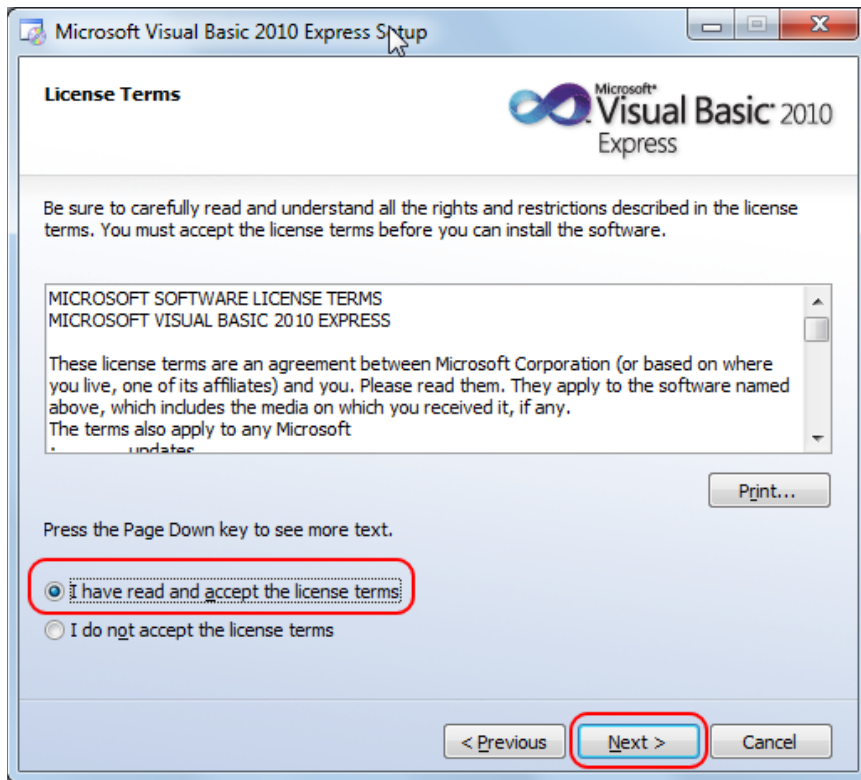 Microsoft Visual Basic 2010 Express Setup
License Terms
Microsoft®
Visual Basic® 2010
Express
Be sure to carefully read and understand all the rights and restrictions described in the license
terms. You must accept the license terms before you can install the software.
MICROSOFT SOFTWARE LICENSE TERMS
MICROSOFT VISUAL BASIC 2010 EXPRESS
These license terms are an agreement between Microsoft Corporation (or based on where
you live, one of its affiliates) and you. Please read them. They apply to the software named
above, which includes the media on which you received it, if any.
The terms also apply to any Microsoft
· updates
Print...
Press the Page Down key to see more text.
I have read and accept the license terms
I do not accept the license terms
< Previous
Next >
Cancel